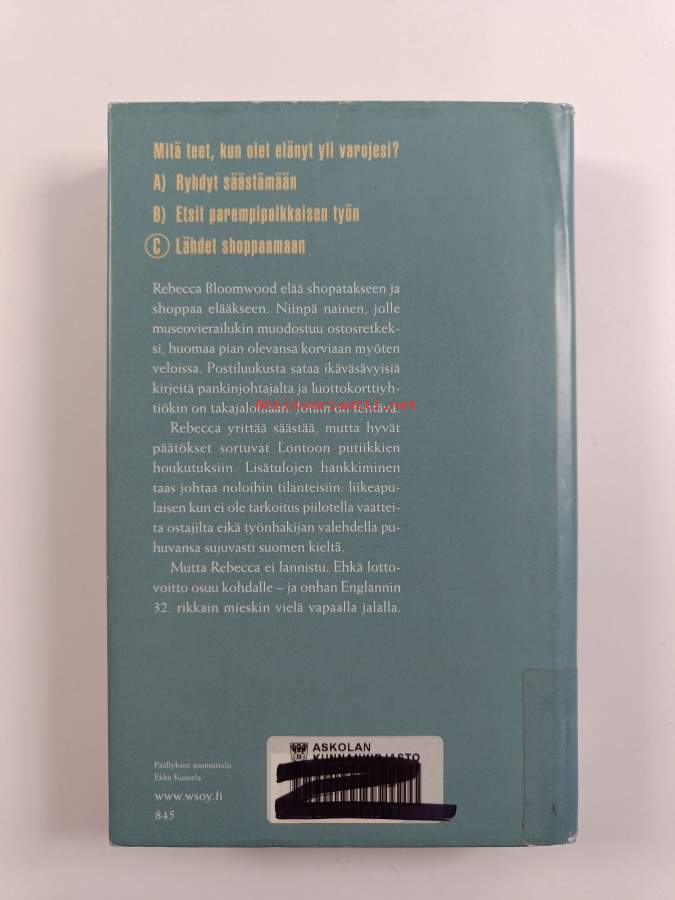 Mitä teet, kun olet elänyt yli varojesi?
A) Ryhdyt säästämään
B) Etsit parempipalkkaisen työn
C Lähdet shoppaamaan
Rebecca Bloomwood elää shopatakseen ja
shoppaa elääkseen. Niinpä nainen, jolle
museovierailukin muodostuu ostosretkek-
si, huomaa pian olevansa korviaan myöten
veloissa. Postiluukusta sataa ikäväsävyisiä
kirjeitä pankinjohtajalta ja luottokorttiyh-
tiökin on takajaloillaan. Jotain on tehtävä.
Rebecca yrittää säästää, mutta hyvät
päätökset sortuvat Lontoon putiikkien
houkutuksiin. Lisätulojen hankkiminen
taas johtaa noloihin tilanteisiin: liikeapu-
laisen kun ei ole tarkoitus piilotella vaattei-
ta ostajilta eikä työnhakijan valehdella pu-
huvansa sujuvasti suomen kieltä.
Mutta Rebecca ei lannistu. Ehkä lotto-
voitto osuu kohdalle – ja onhan Englannin
32. rikkain mieskin vielä vapaalla jalalla.
Päällyksen suunnittelu
Ekku Kuusela
www.wsoy.fi
845
ASKOLAN
KUNNANKIRJASTO